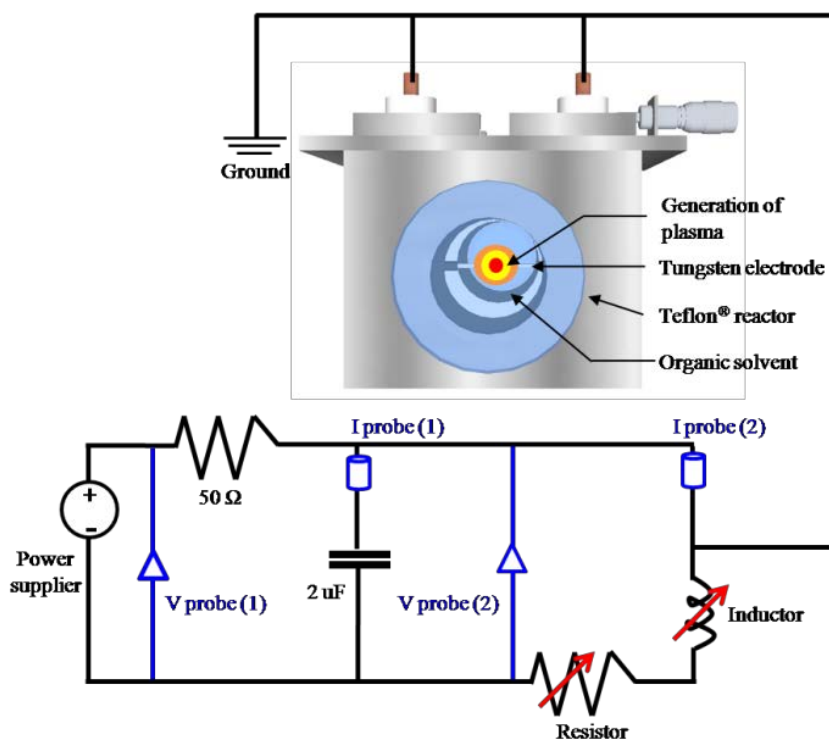 Ground
Generation of
plasma
Tungsten electrode
Teflon® reactor
Organic solvent
I probe (1)
I probe (2)
50 Ω
+
-
Power
supplier
V probe (1)
2 uF
V probe (2)
Inductor
Resistor